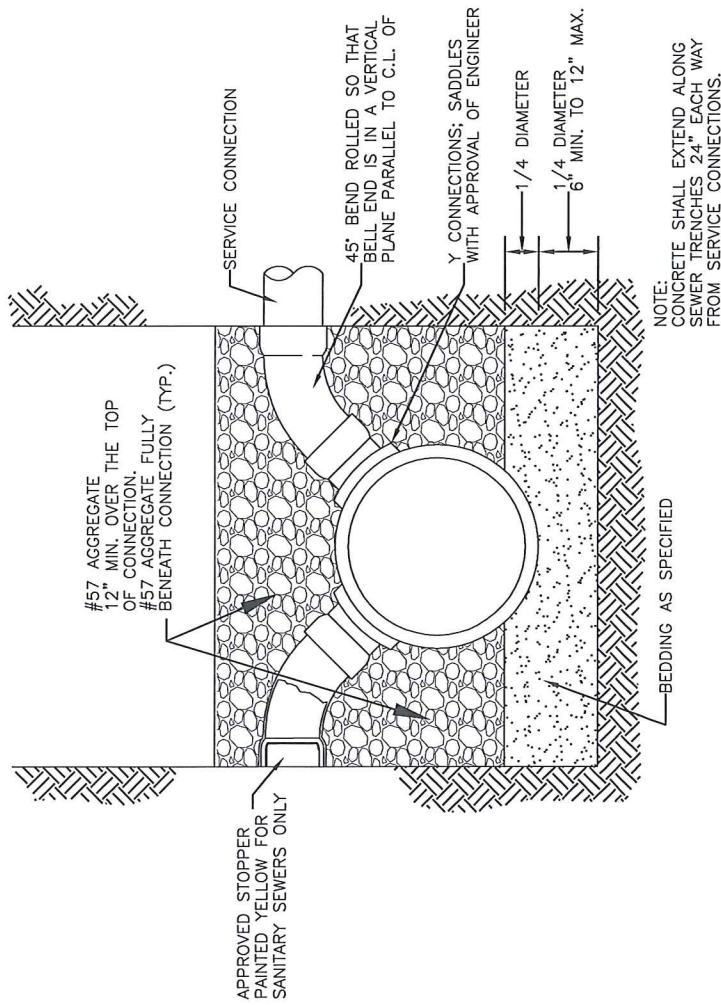 #57 AGGREGATE
12" MIN. OVER THE TOP
OF CONNECTION.
#57 AGGREGATE FULLY
BENEATH CONNECTION (TYP.)
SERVICE CONNECTION
APPROVED STOPPER
PAINTED YELLOW FOR
SANITARY SEWERS ONLY
45° BEND ROLLED SO THAT
BELL END IS IN A VERTICAL
PLANE PARALLEL TO C.L. OF
Y CONNECTIONS; SADDLES
WITH APPROVAL OF ENGINEER
1/4 DIAMETER
1/4 DIAMETER
6" MIN. TO 12" MAX.
BEDDING AS SPECIFIED
NOTE:
CONCRETE SHALL EXTEND ALONG
SEWER TRENCHES 24" EACH WAY
FROM SERVICE CONNECTIONS.